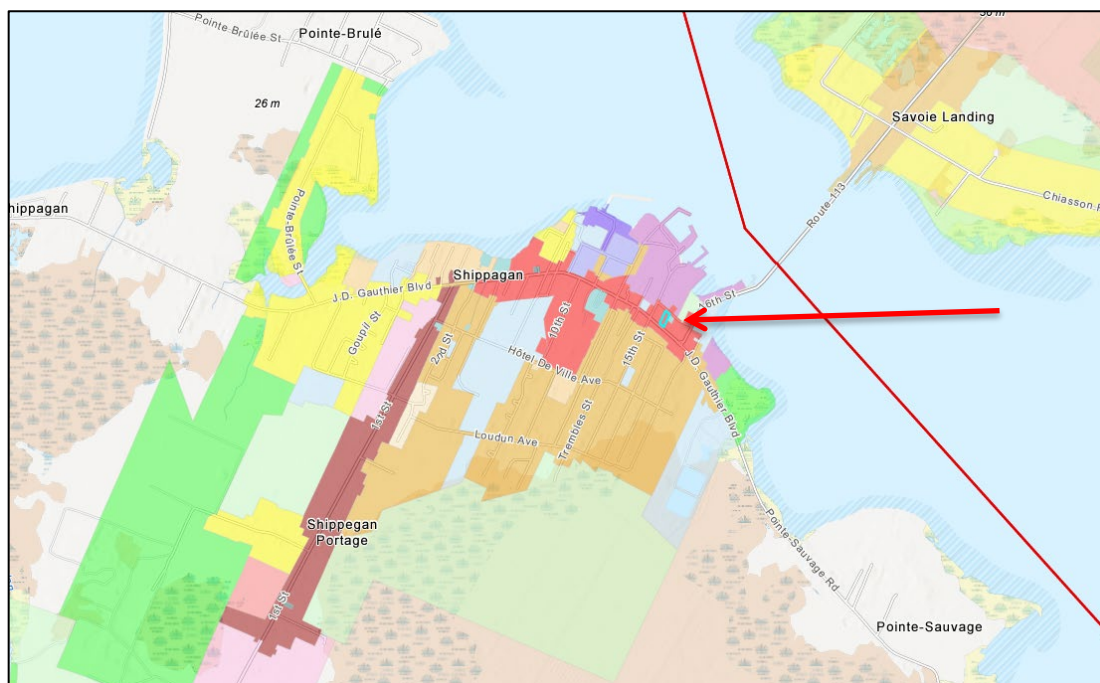 Pointe Brûlée St
Pointe-Brulé
30 m
26 m
Savoie Landing
Chiasson R
Route 113
hippagan
Pointe-Brûlée St
Shippagan
J.D. Gauthier Blvd
16th St
Goupil St
2nd St
10th St
15th St
Hôtel De Ville Ave
J.D. Gauthier Blvd
1st St
Loudun Ave
Trembles St
Shippegan
Portage
Pointe-Sauvage Rd
1st St
Pointe-Sauvage